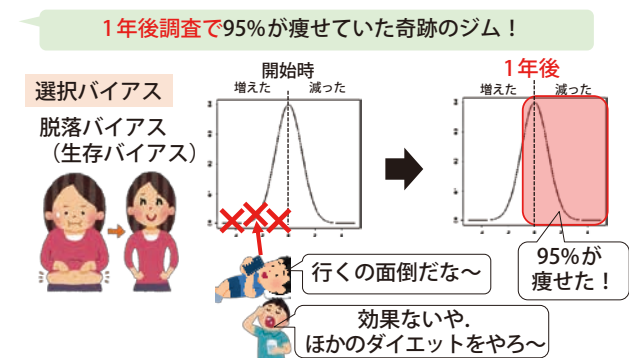 1年後調査で95%が痩せていた奇跡のジム！
選択バイアス
脱落バイアス
（生存バイアス）
開始時
増えた 減った
1年後
増えた 減った
行くの面倒だな〜
効果ないや．
ほかのダイエットをやろ〜
95%が
痩せた！